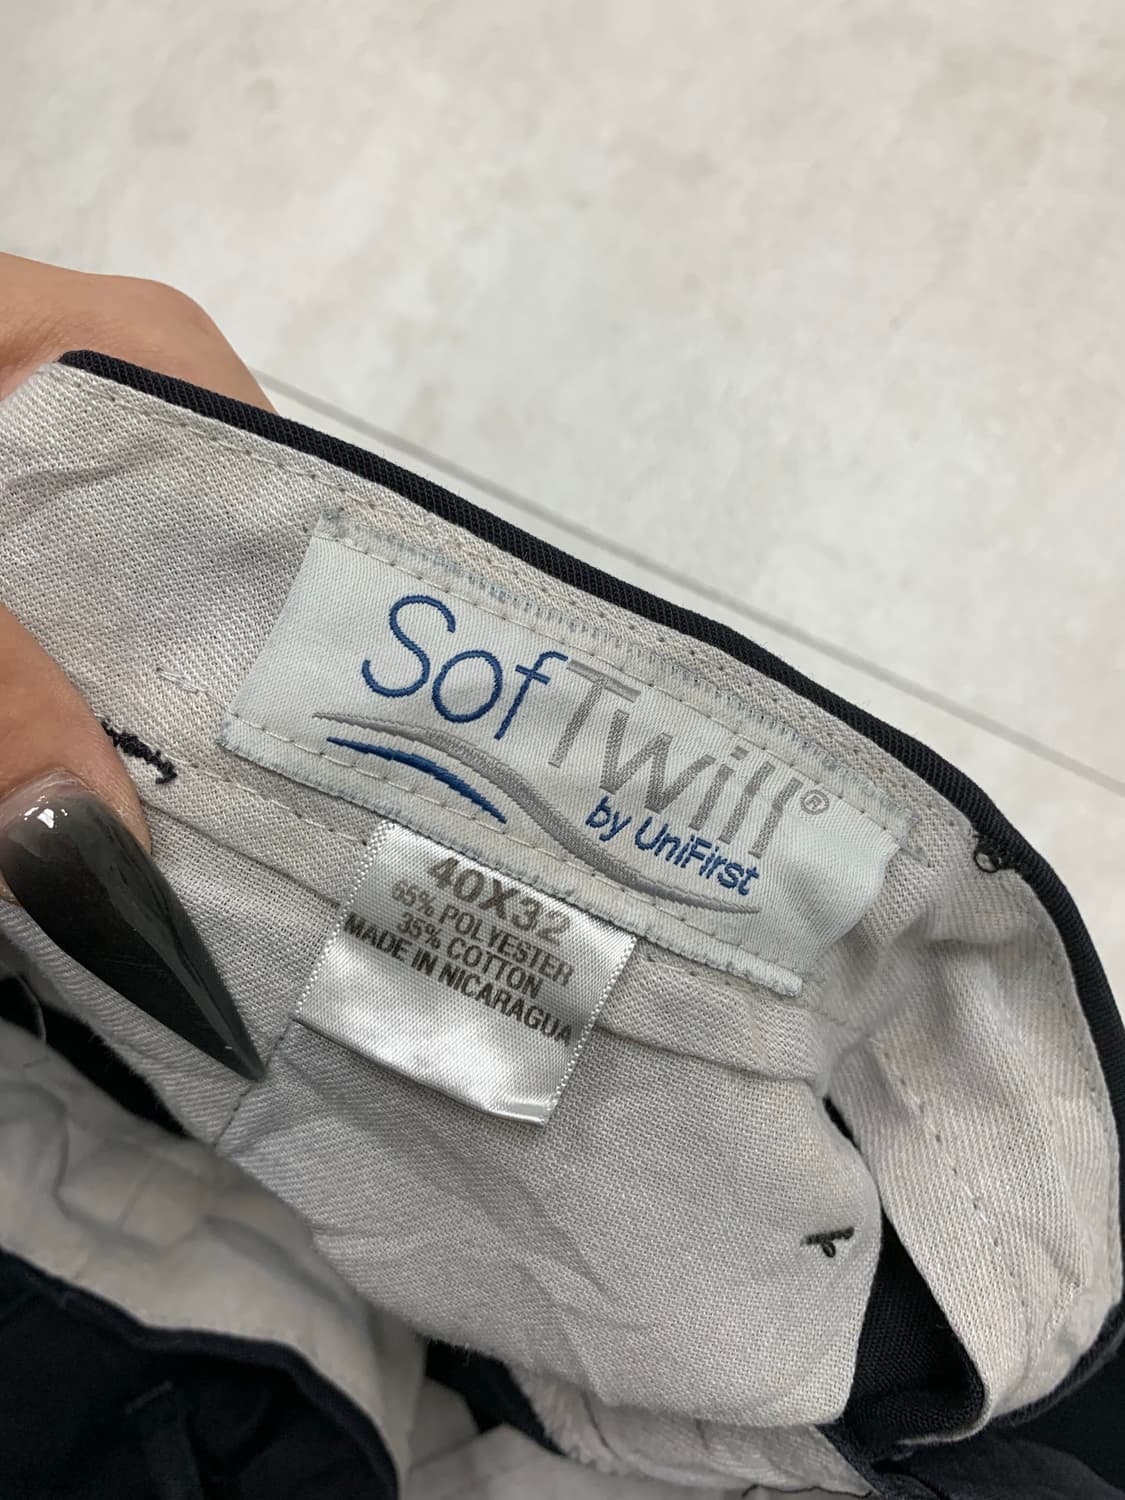 SofTwill®
by UniFirst
40X32
65% POLYESTER
35% COTTON
MADE IN NICARAGUA